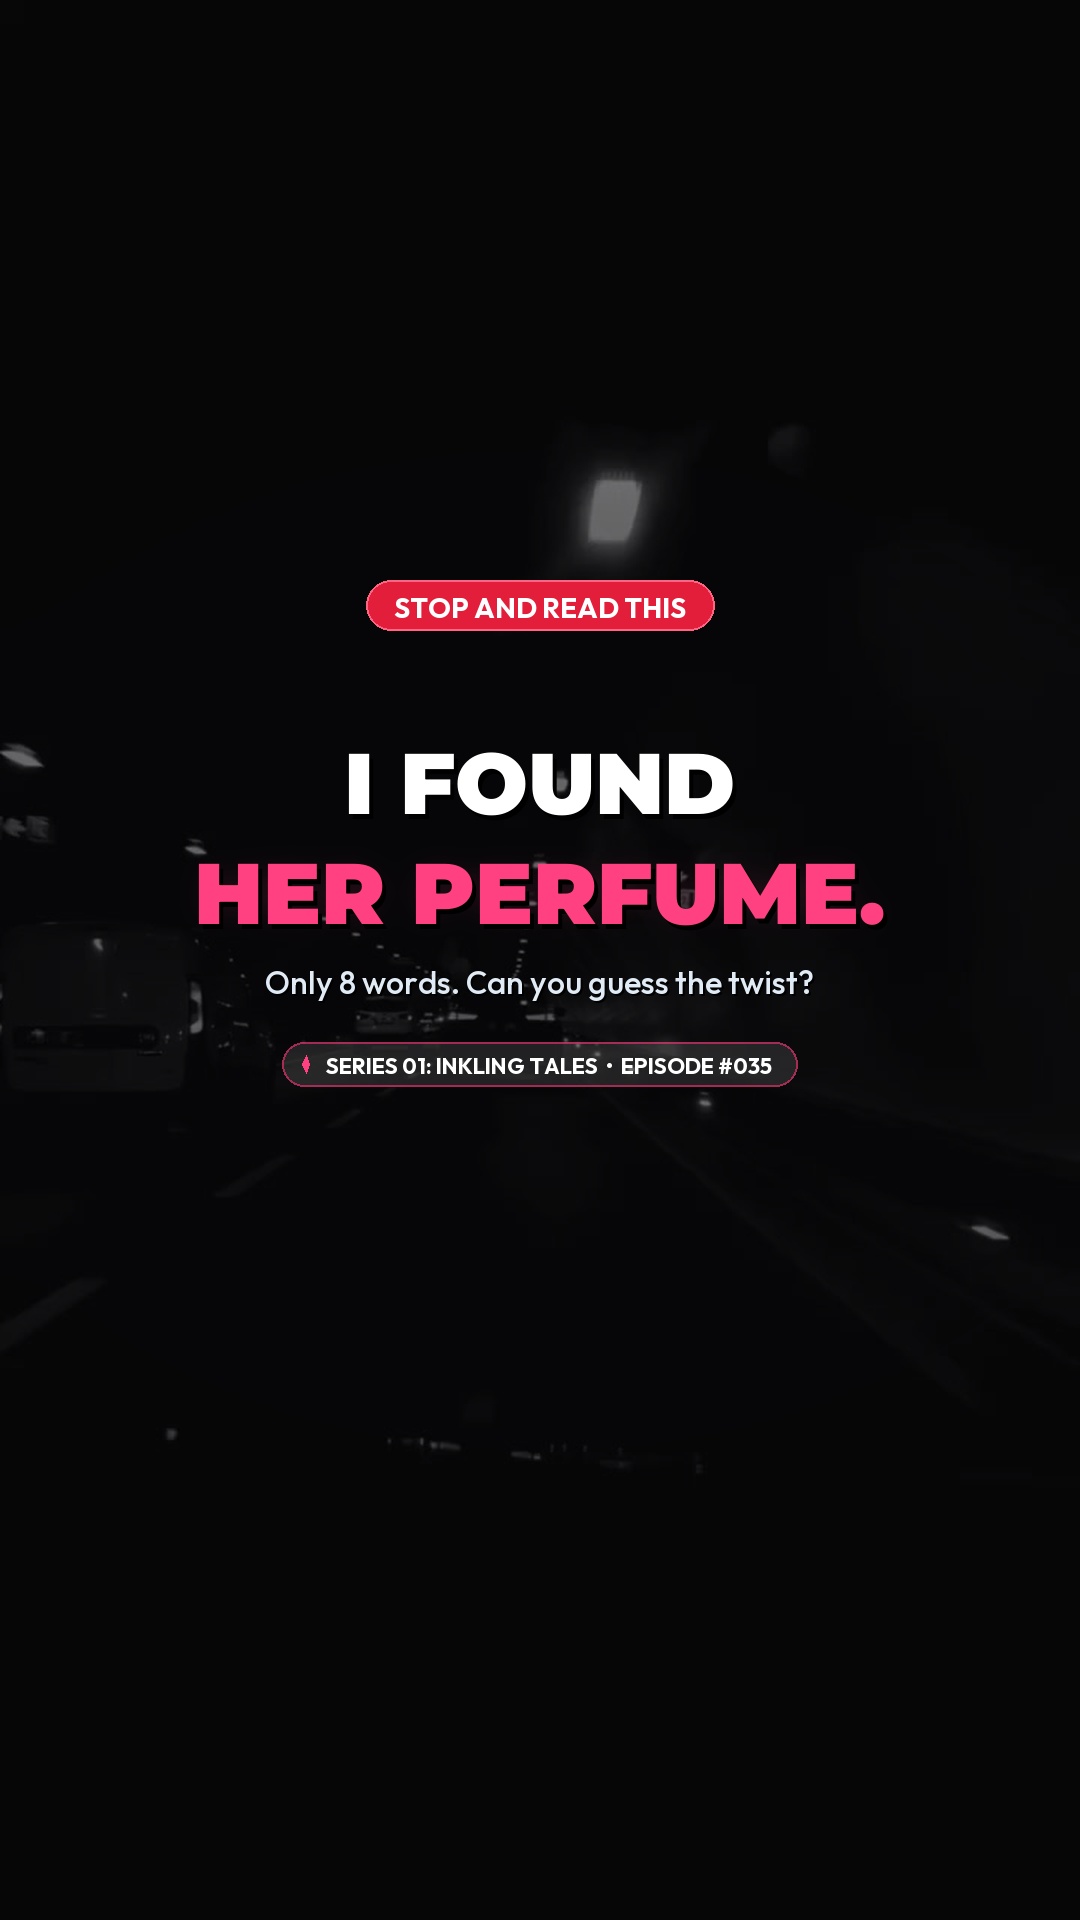 STOP AND READ THIS
I FOUND
HER PERFUME.
Only 8 words. Can you guess the twist?
♦ SERIES 01: INKLING TALES • EPISODE #035